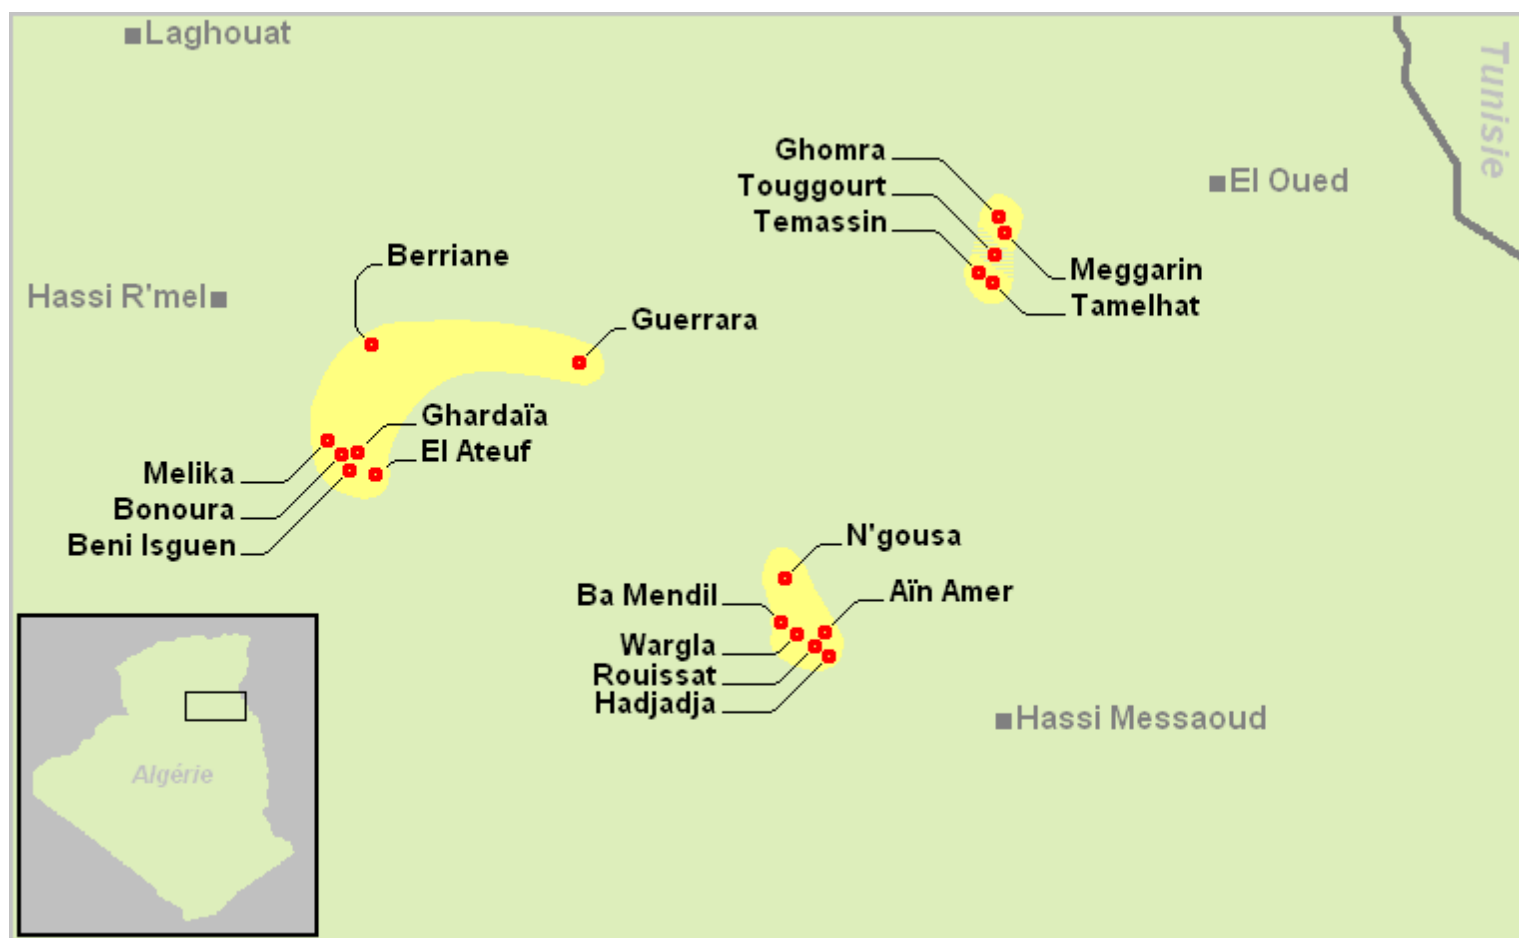 Laghouat
Tunisie
Ghomra
Touggourt
Temassin
El Oued
Meggarin
Tamelhat
Berriane
Hassi R'mel
Guerrara
Ghardaïa
El Ateuf
Melika
Bonoura
Beni Isguen
N'gousa
Ba Mendil
Aïn Amer
Wargla
Rouissat
Hadjadja
Hassi Messaoud
Algérie